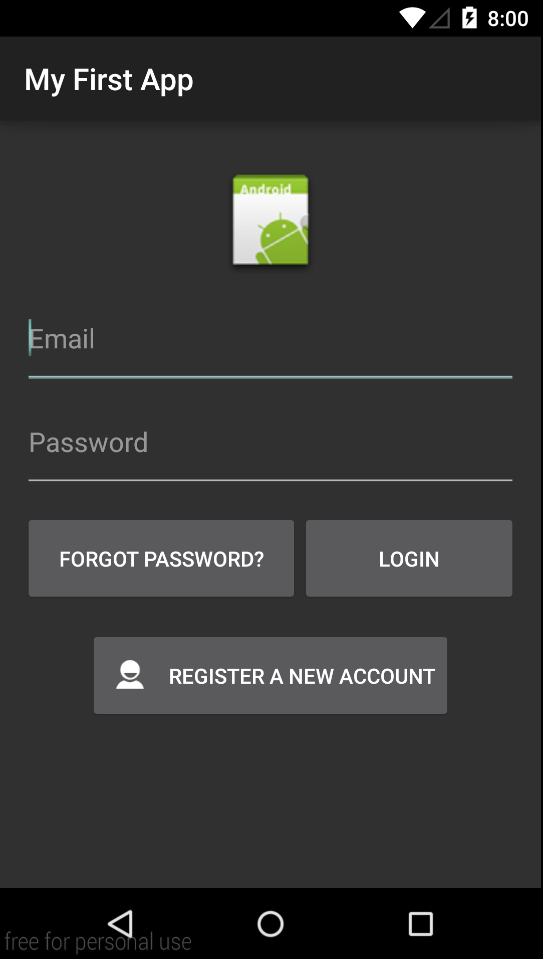 8:00
My First App
Android
Email
Password
FORGOT PASSWORD?
LOGIN
REGISTER A NEW ACCOUNT
free for personal use